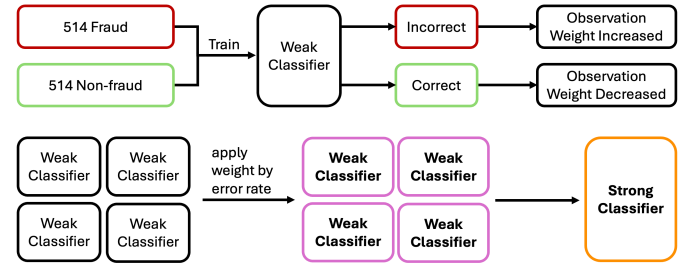 514 Fraud
514 Non-fraud
Train
Weak
Classifier
Incorrect
Correct
Observation
Weight Increased
Observation
Weight Decreased
Weak
Classifier
Weak
Classifier
Weak
Classifier
Weak
Classifier
apply
weight by
error rate
Weak
Classifier
Weak
Classifier
Weak
Classifier
Weak
Classifier
Strong
Classifier